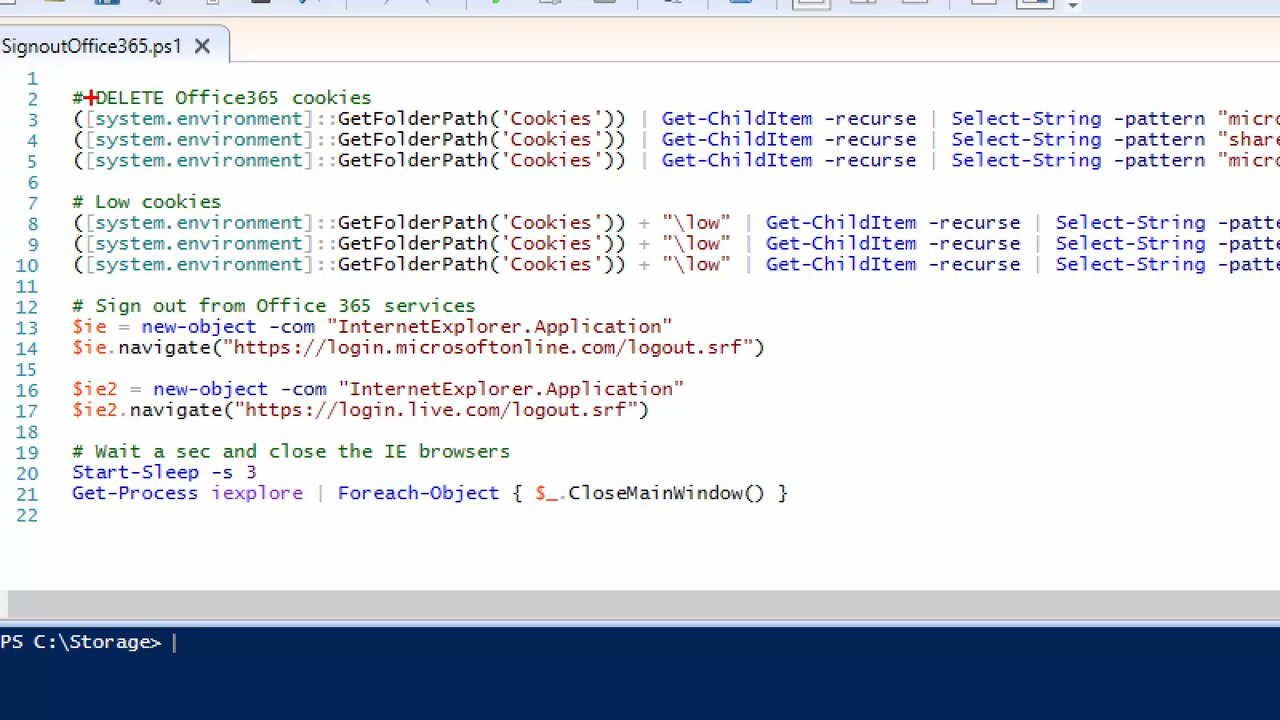 SignoutOffice365.ps1
1
2 # DELETE Office365 cookies
3 ([system.environment]::GetFolderPath('Cookies')) | Get-ChildItem -recurse | Select-String -pattern "micro
4 ([system.environment]::GetFolderPath('Cookies')) | Get-ChildItem -recurse | Select-String -pattern "share
5 ([system.environment]::GetFolderPath('Cookies')) | Get-ChildItem -recurse | Select-String -pattern "micro
6
7 # Low cookies
8 ([system.environment]::GetFolderPath('Cookies')) + "\low" | Get-ChildItem -recurse | Select-String -patte
9 ([system.environment]::GetFolderPath('Cookies')) + "\low" | Get-ChildItem -recurse | Select-String -patte
10 ([system.environment]::GetFolderPath('Cookies')) + "\low" | Get-ChildItem -recurse | Select-String -patte
11
12 # Sign out from Office 365 services
13 $ie = new-object -com "InternetExplorer.Application"
14 $ie.navigate("https://login.microsoftonline.com/logout.srf")
15
16 $ie2 = new-object -com "InternetExplorer.Application"
17 $ie2.navigate("https://login.live.com/logout.srf")
18
19 # Wait a sec and close the IE browsers
20 Start-Sleep -s 3
21 Get-Process iexplore | Foreach-Object { $_.CloseMainWindow() }
22
PS C:\Storage>